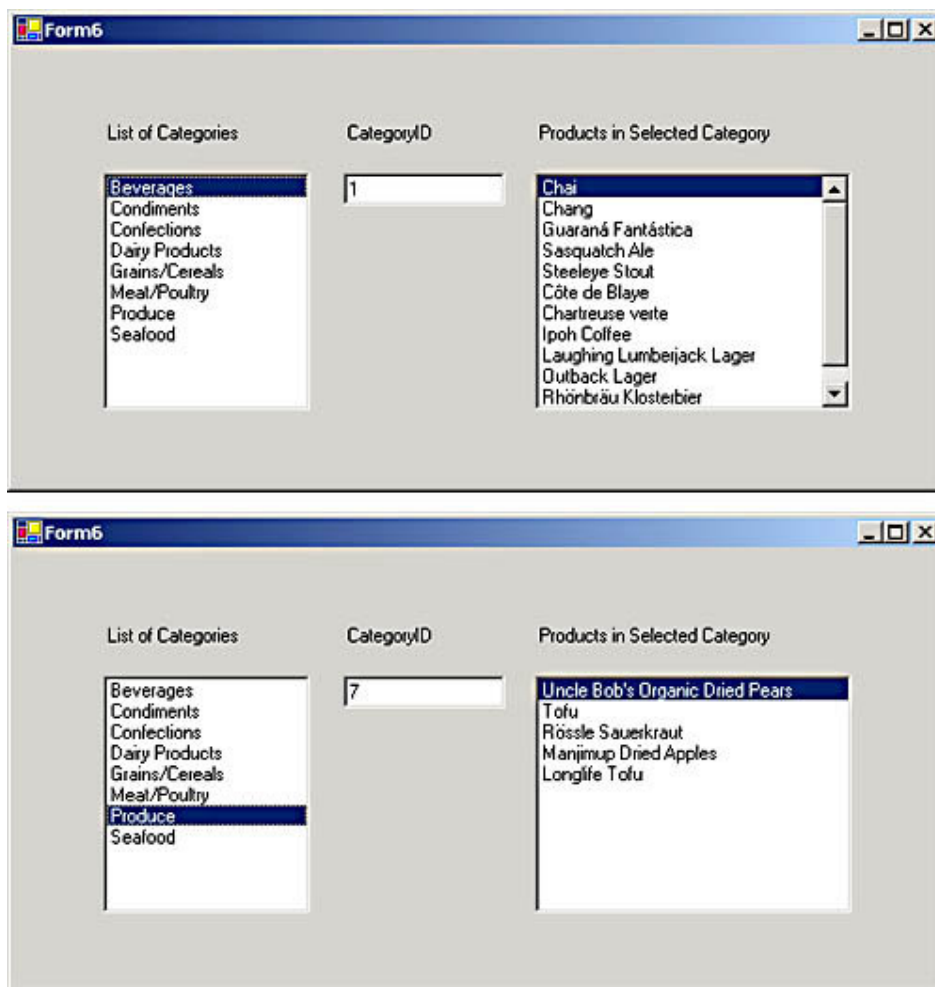 Form6
List of Categories
CategoryID
Products in Selected Category
Beverages
Condiments
Confections
Dairy Products
Grains/Cereals
Meat/Poultry
Produce
Seafood
1
Chai
Chang
Guaraná Fantástica
Sasquatch Ale
Steeleye Stout
Côte de Blaye
Chartreuse verte
Ipoh Coffee
Laughing Lumberjack Lager
Outback Lager
Rhönbräu Klosterbier
Form6
List of Categories
CategoryID
Products in Selected Category
Beverages
Condiments
Confections
Dairy Products
Grains/Cereals
Meat/Poultry
Produce
Seafood
7
Uncle Bob's Organic Dried Pears
Tofu
Rössle Sauerkraut
Manjimup Dried Apples
Longlife Tofu